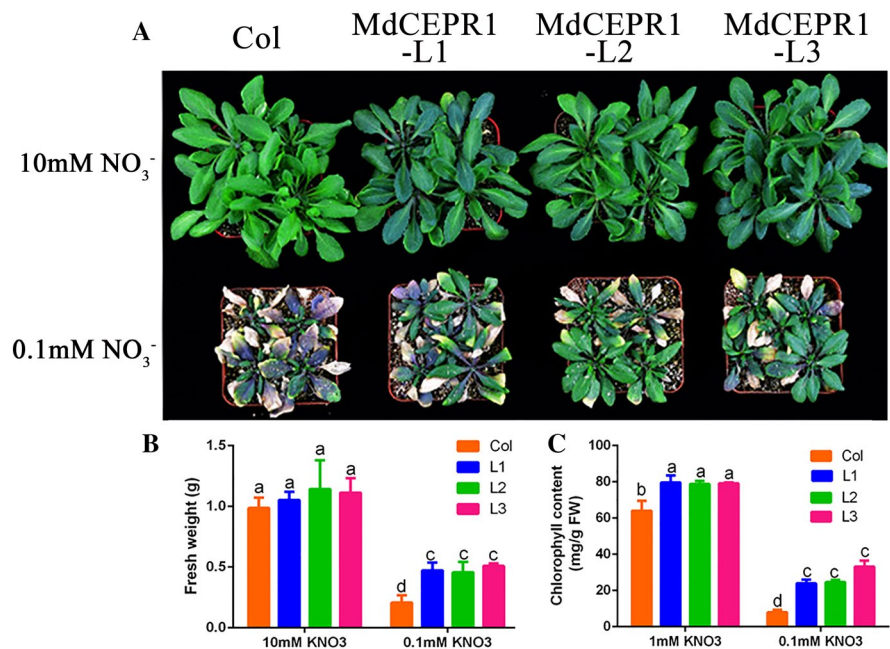 A
Col
MdCEPR1
-L1
MdCEPR1
-L2
MdCEPR1
-L3
10mM NO₃⁻
0.1mM NO₃⁻
B
Fresh weight (g)
1.5
1.0
0.5
0.0
a
a
a
a
d
c
c
c
Col
L1
L2
L3
10mM KNO3
0.1mM KNO3
C
Chlorophyll content
(mg/g FW)
100
80
60
40
20
0
b
a
a
a
d
c
c
c
Col
L1
L2
L3
1mM KNO3
0.1mM KNO3